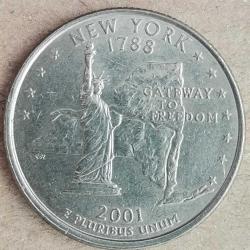 NEW YORK
1788
GATEWAY
TO
FREEDOM
2001
E PLURIBUS UNUM